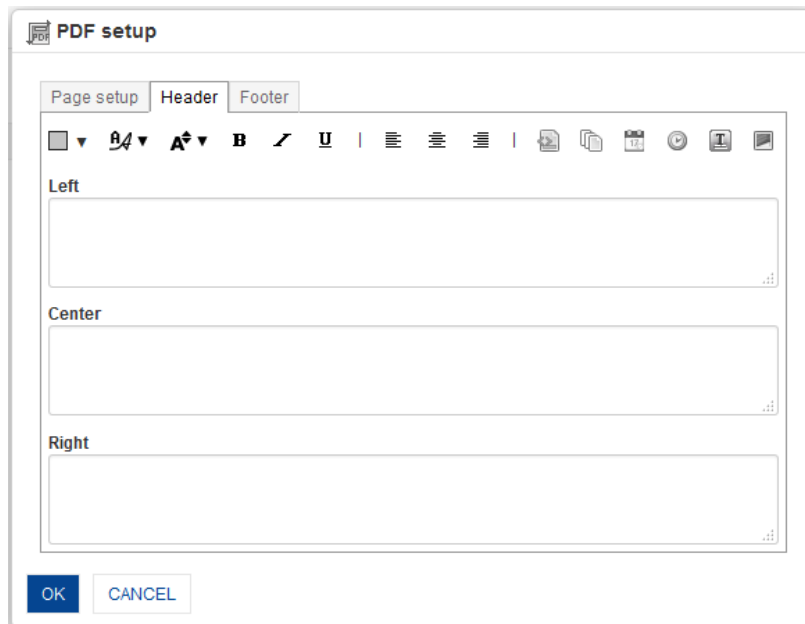 PDF setup
Page setup Header Footer
B I U
Left
Center
Right
OK CANCEL